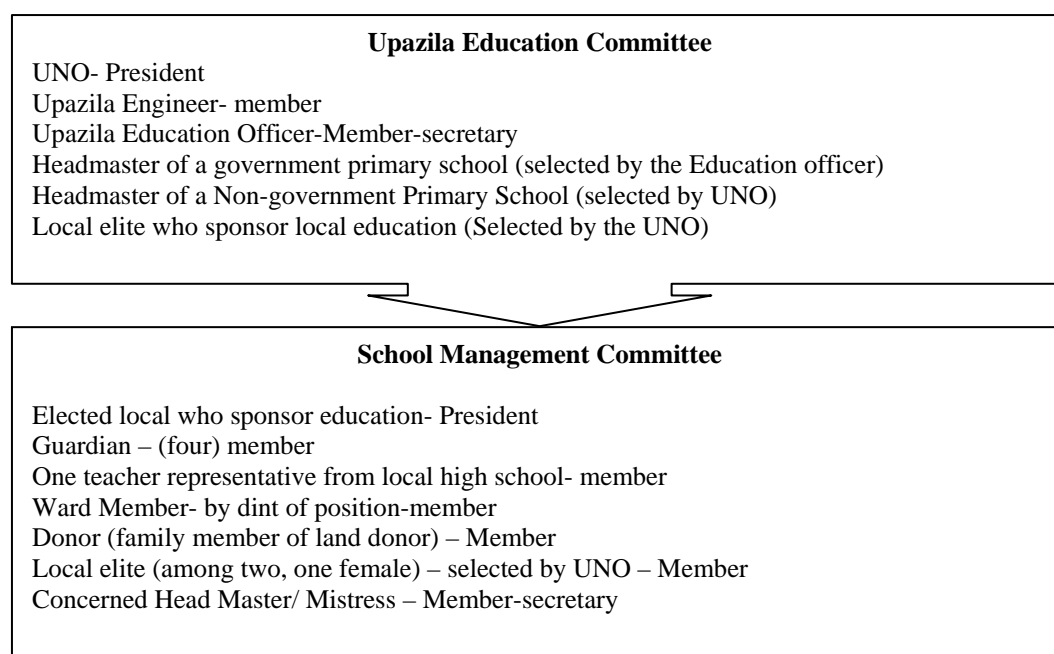 Upazila Education Committee
UNO- President
Upazila Engineer- member
Upazila Education Officer-Member-secretary
Headmaster of a government primary school (selected by the Education officer)
Headmaster of a Non-government Primary School (selected by UNO)
Local elite who sponsor local education (Selected by the UNO)
School Management Committee
Elected local who sponsor education- President
Guardian – (four) member
One teacher representative from local high school- member
Ward Member- by dint of position-member
Donor (family member of land donor) – Member
Local elite (among two, one female) – selected by UNO – Member
Concerned Head Master/ Mistress – Member-secretary